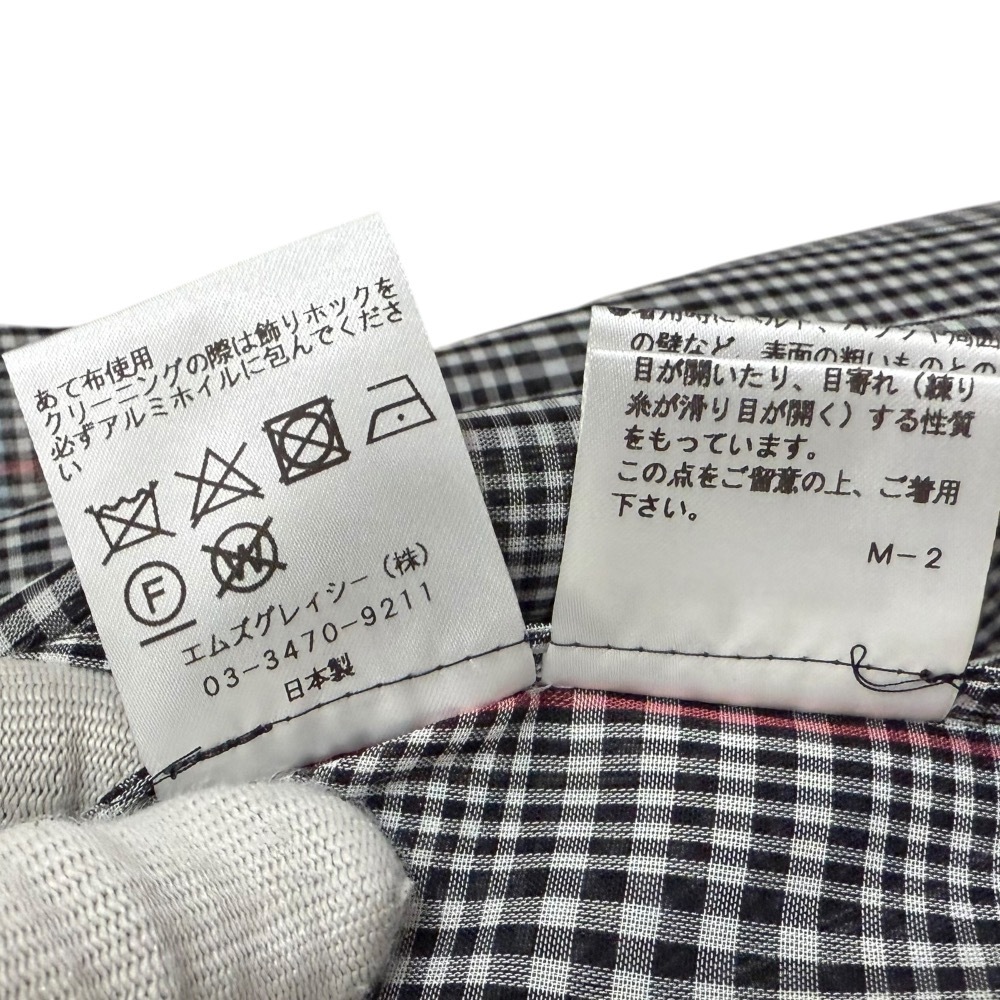 あて布使用
クリーニングの際は飾りホックを
必ずアルミホイルに包んでくださ
い
F
W
エムズグレイシー(株)
03-3470-9211
日本製
の壁など、表面の粗いものとの
目が開いたり、目寄れ(練り
糸が滑り目が開く)する性質
をもっています。
この点をご留意の上、ご着用
下さい。
M-2